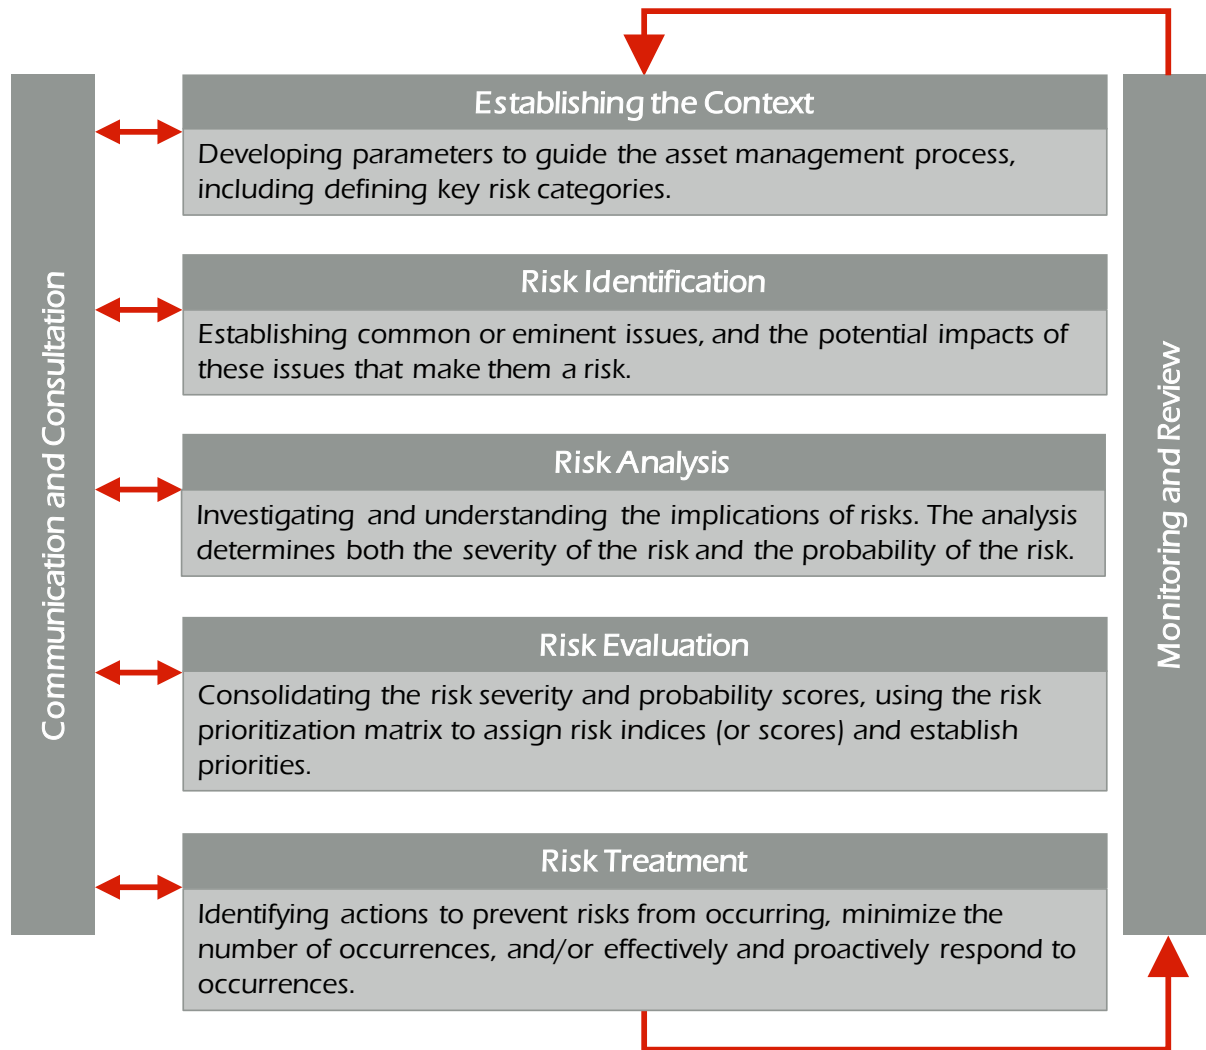 Communication and Consultation
Establishing the Context
Developing parameters to guide the asset management process,
including defining key risk categories.
Risk Identification
Establishing common or eminent issues, and the potential impacts of
these issues that make them a risk.
Risk Analysis
Investigating and understanding the implications of risks. The analysis
determines both the severity of the risk and the probability of the risk.
Risk Evaluation
Consolidating the risk severity and probability scores, using the risk
prioritization matrix to assign risk indices (or scores) and establish
priorities.
Risk Treatment
Identifying actions to prevent risks from occurring, minimize the
number of occurrences, and/or effectively and proactively respond to
occurrences.
Monitoring and Review